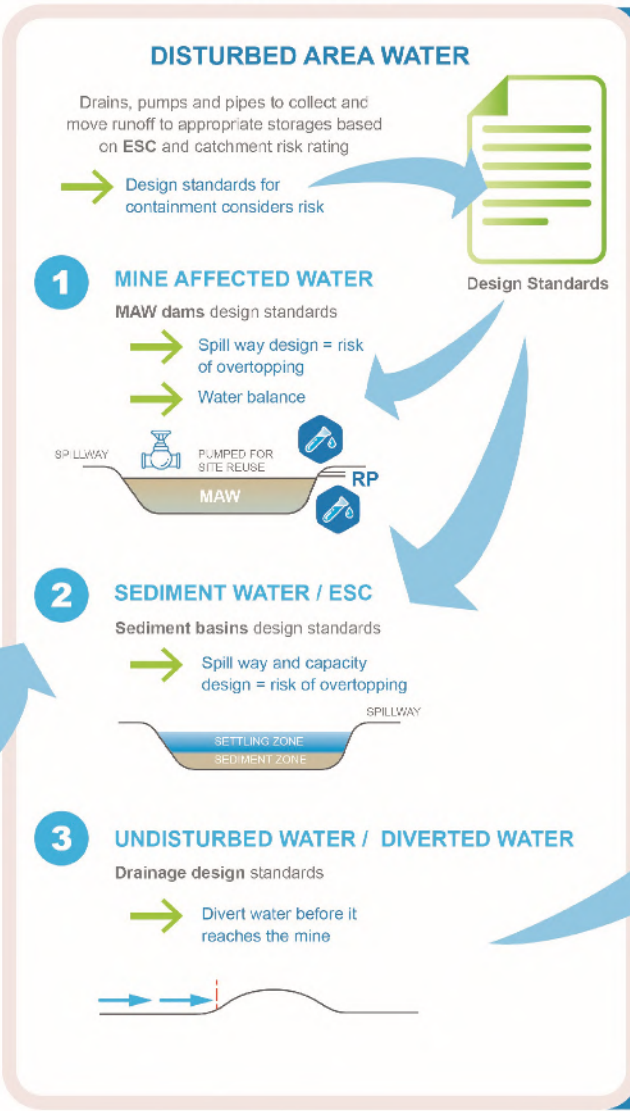 DISTURBED AREA WATER
Drains, pumps and pipes to collect and
move runoff to appropriate storages based
on ESC and catchment risk rating
Design standards for
containment considers risk
Design Standards
1
MINE AFFECTED WATER
MAW dams design standards
Spill way design = risk
of overtopping
Water balance
SPILLWAY
PUMPED FOR
SITE REUSE
RP
MAW
2
SEDIMENT WATER / ESC
Sediment basins design standards
Spill way and capacity
design = risk of overtopping
SPILLWAY
SETTLING ZONE
SEDIMENT ZONE
3
UNDISTURBED WATER / DIVERTED WATER
Drainage design standards
Divert water before it
reaches the mine